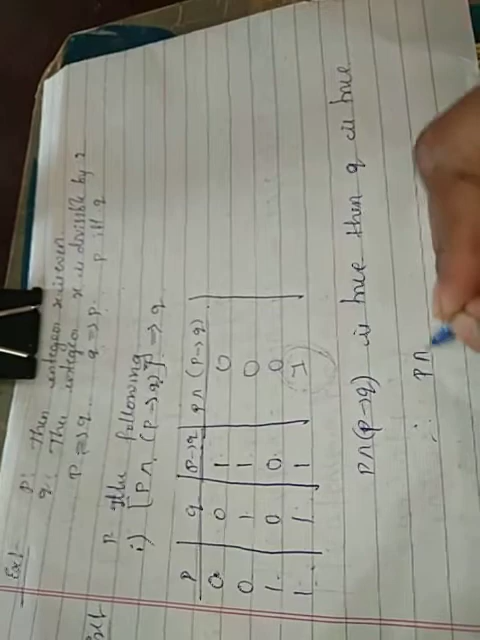 Ex:-
p: The integer x is even
q: The integer x is divisible by 2
p ⇒ q q ⇒ p p iff q
the following
i) [p∧(p→q)] ⇒ q
p q p→q p∧(p→q)
0 0 1 0
0 1 1 0
1 0 0 0
1 1 1 1
p∧(p→q) is true then q is true
∴ p∧